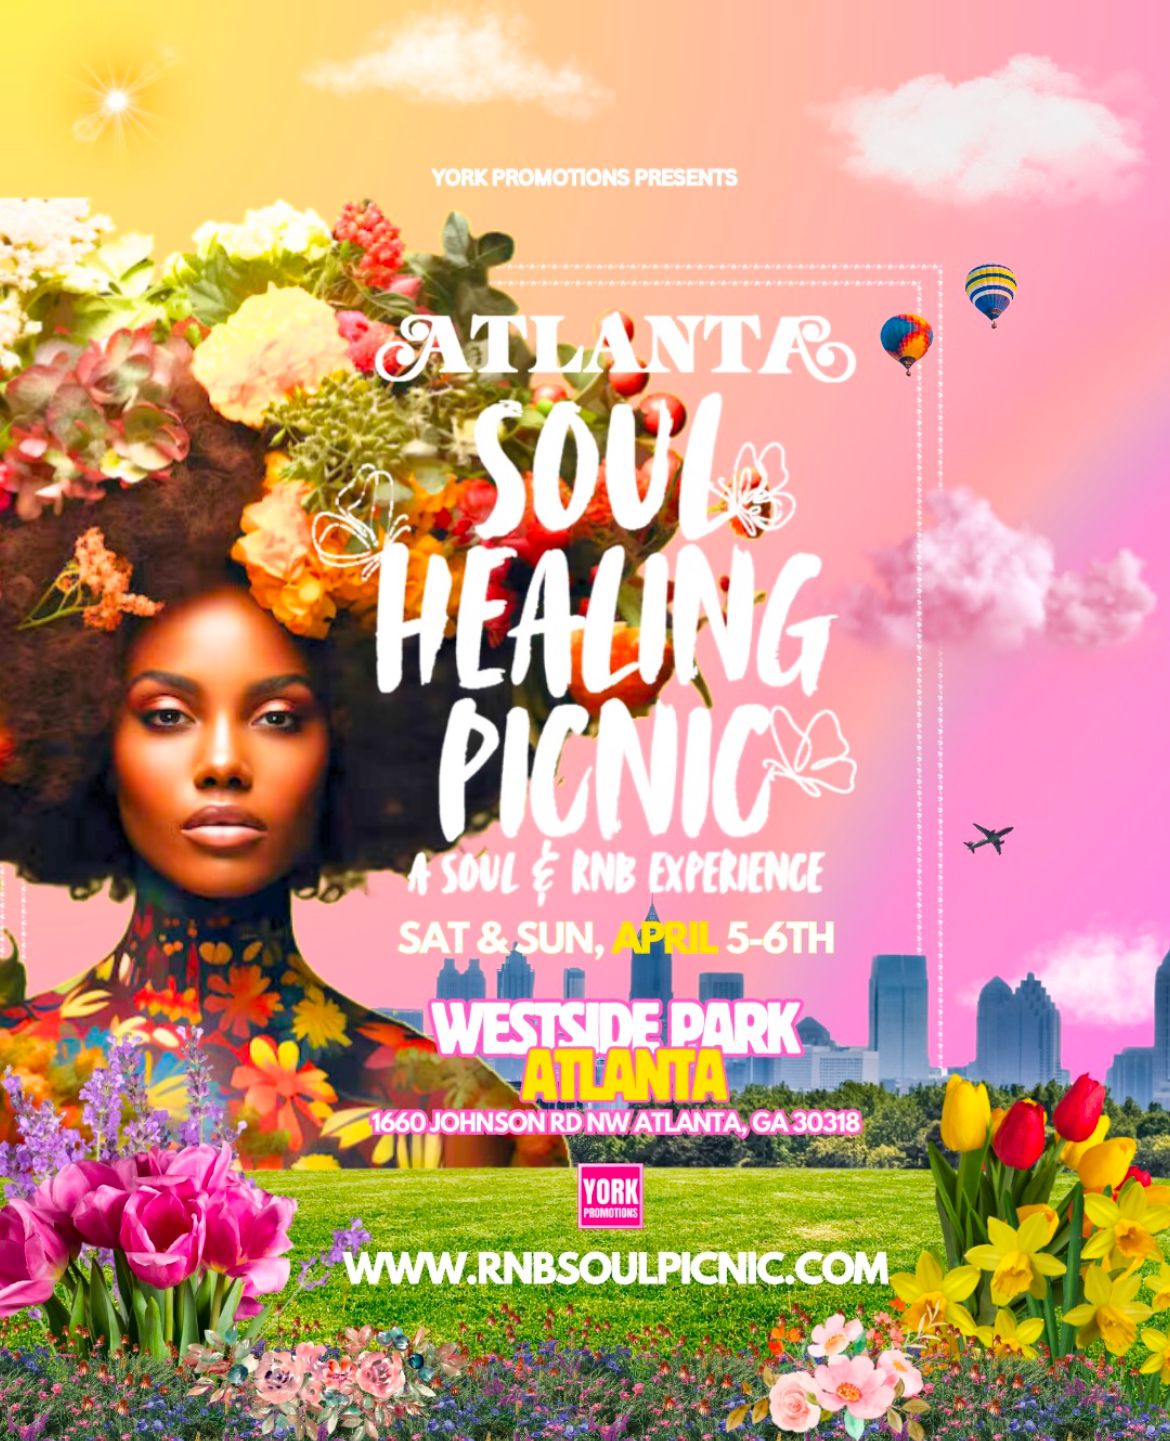 YORK PROMOTIONS PRESENTS
ATLANTA
SOUL
HEALING
PICNIC
A SOUL & RNB EXPERIENCE
SAT & SUN, APRIL 5-6TH
WESTSIDE PARK
ATLANTA
1660 JOHNSON RD NW ATLANTA, GA 30318
YORK
PROMOTIONS
WWW.RNBSOULPICNIC.COM